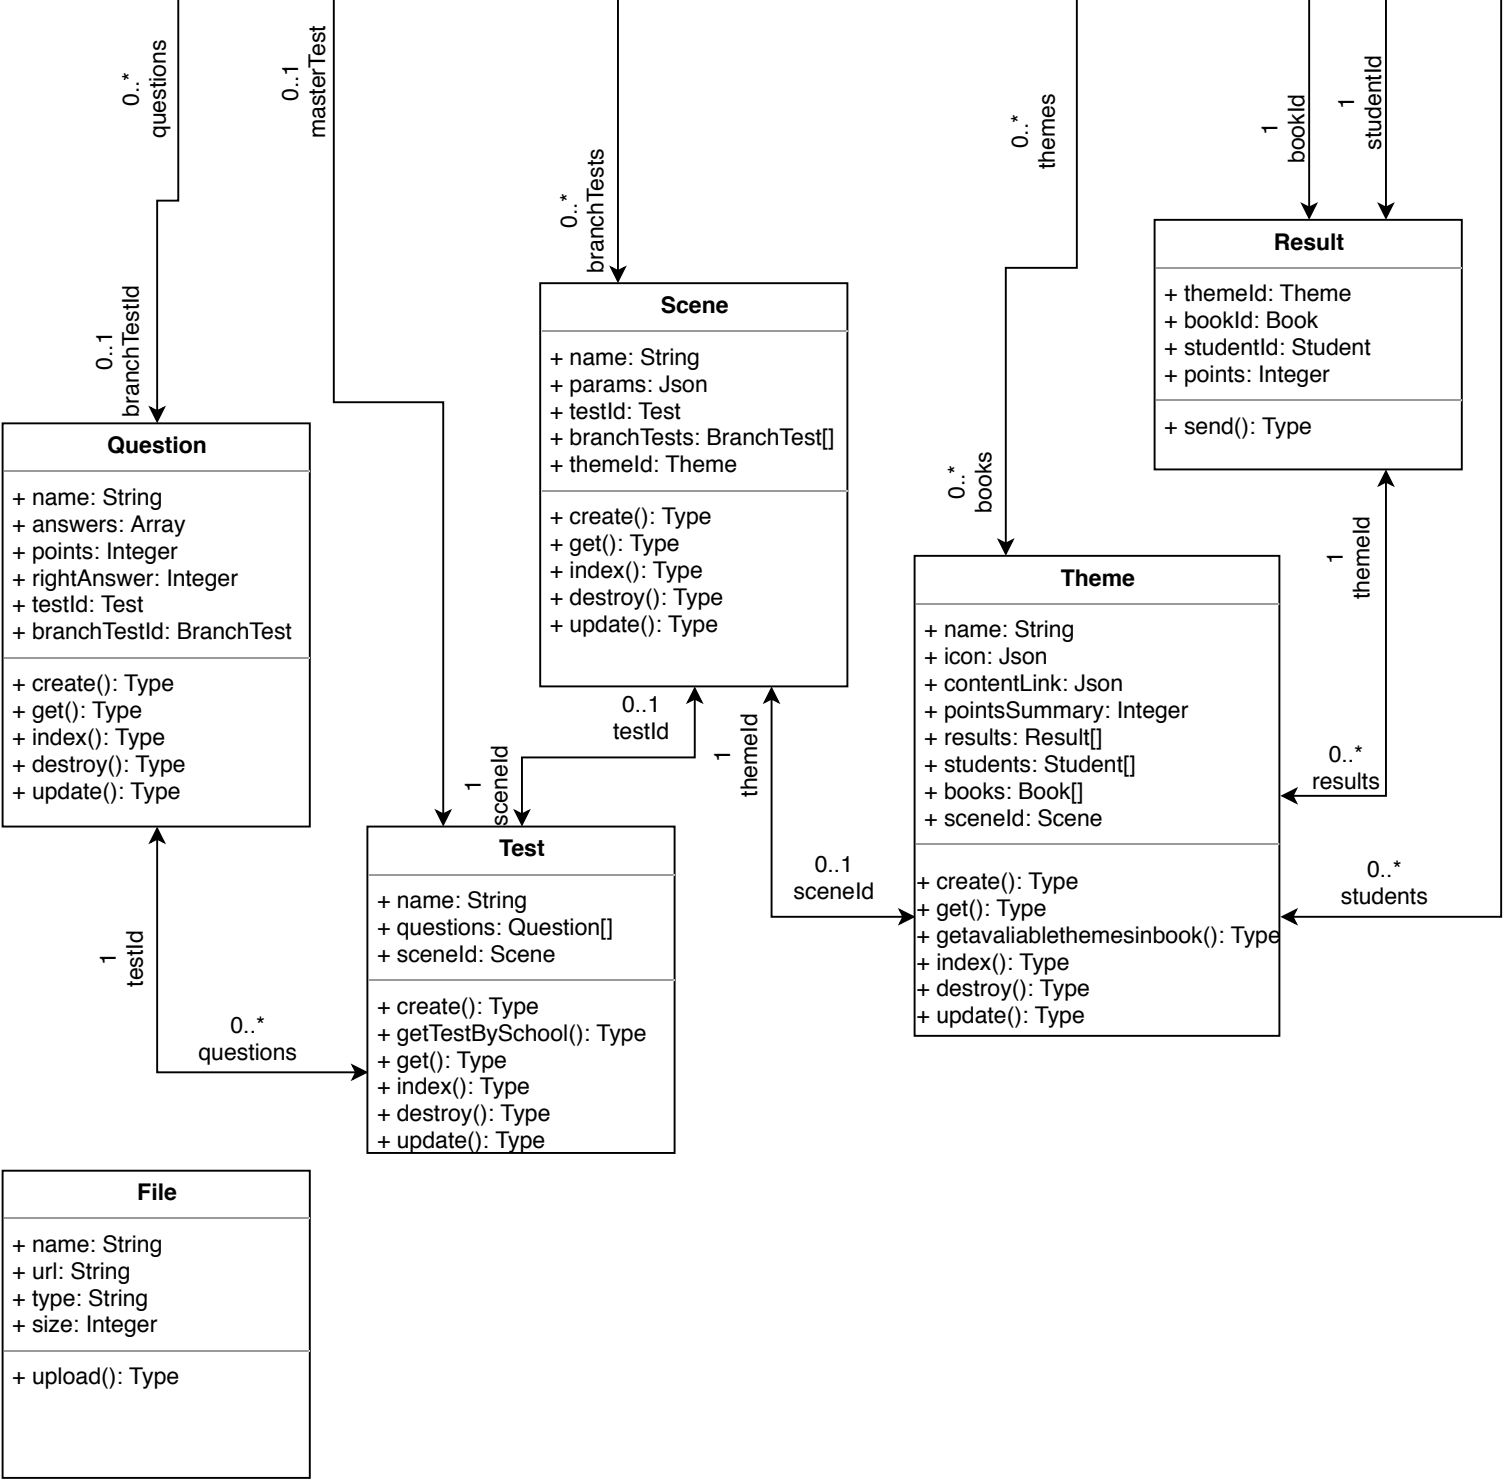 0..*
questions
0..1
masterTest
0..*
branchTests
0..*
themes
1
bookId
1
studentId
0..1
branchTestId
Question
+ name: String
+ answers: Array
+ points: Integer
+ rightAnswer: Integer
+ testId: Test
+ branchTestId: BranchTest
+ create(): Type
+ get(): Type
+ index(): Type
+ destroy(): Type
+ update(): Type
Scene
+ name: String
+ params: Json
+ testId: Test
+ branchTests: BranchTest[]
+ themeId: Theme
+ create(): Type
+ get(): Type
+ index(): Type
+ destroy(): Type
+ update(): Type
Result
+ themeId: Theme
+ bookId: Book
+ studentId: Student
+ points: Integer
+ send(): Type
0..*
books
1
themeId
Theme
+ name: String
+ icon: Json
+ contentLink: Json
+ pointsSummary: Integer
+ results: Result[]
+ students: Student[]
+ books: Book[]
+ sceneId: Scene
+ create(): Type
+ get(): Type
+ getavaliablethemesinbook(): Type
+ index(): Type
+ destroy(): Type
+ update(): Type
0..1
testId
1
sceneId
1
themeId
0..*
results
0..1
sceneId
0..*
students
Test
+ name: String
+ questions: Question[]
+ sceneId: Scene
+ create(): Type
+ getTestBySchool(): Type
+ get(): Type
+ index(): Type
+ destroy(): Type
+ update(): Type
1
testId
0..*
questions
File
+ name: String
+ url: String
+ type: String
+ size: Integer
+ upload(): Type